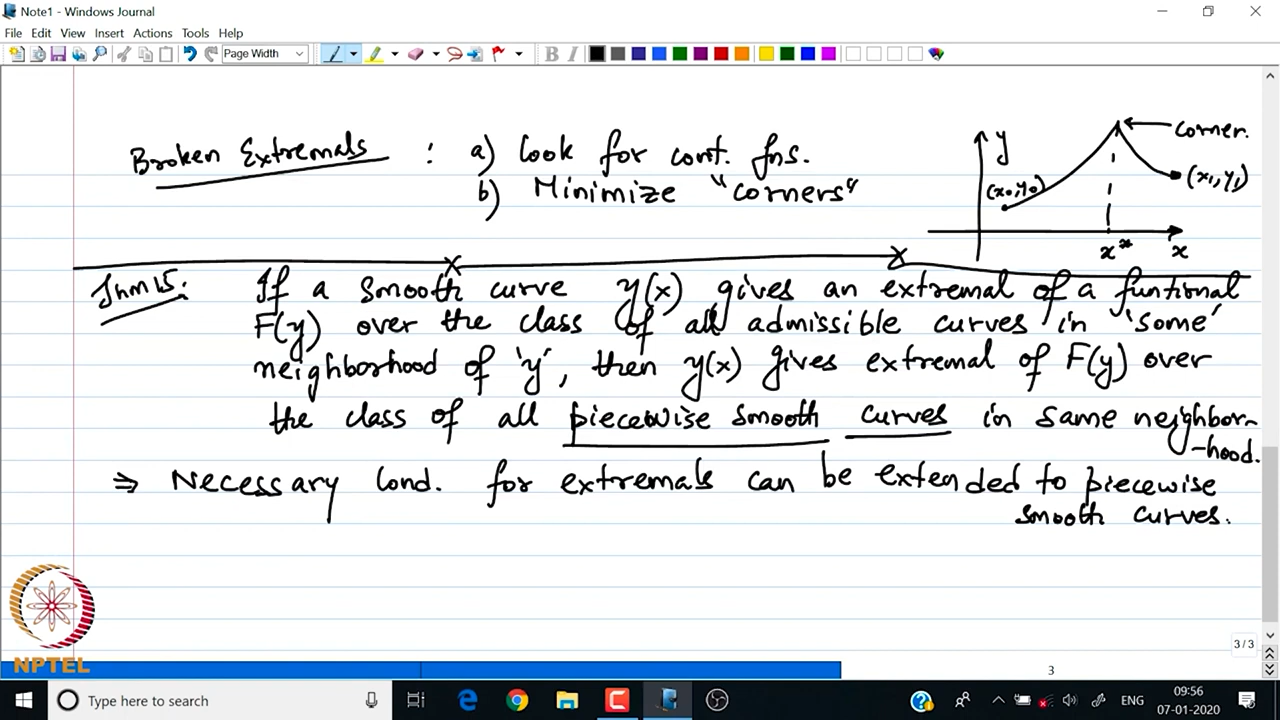 Note1 - Windows Journal
File Edit View Insert Actions Tools Help
Page Width
B I
Broken Extremals : a) Look for cont. fns.
b) Minimize "corners"
y
corner.
(x0,y0)
(x1,y1)
x*
x
Thm 15:
If a smooth curve y(x) gives an extremal of a funtional
F(y) over the class of all admissible curves in 'some'
neighborhood of 'y', then y(x) gives extremal of F(y) over
the class of all piecewise smooth curves in same neighbor-
-hood.
⇒ Necessary Cond. for extremals can be extended to piecewise
smooth curves.
3/3
NPTEL
3
Type here to search
ENG
09:56
07-01-2020